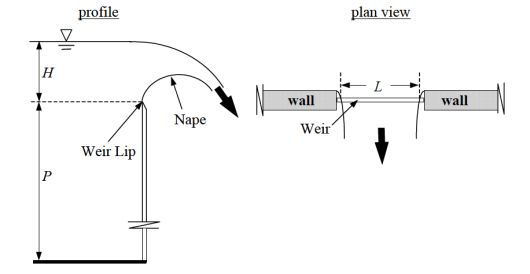 profile
plan view
H
L
wall
wall
Nape
Weir
Weir Lip
P